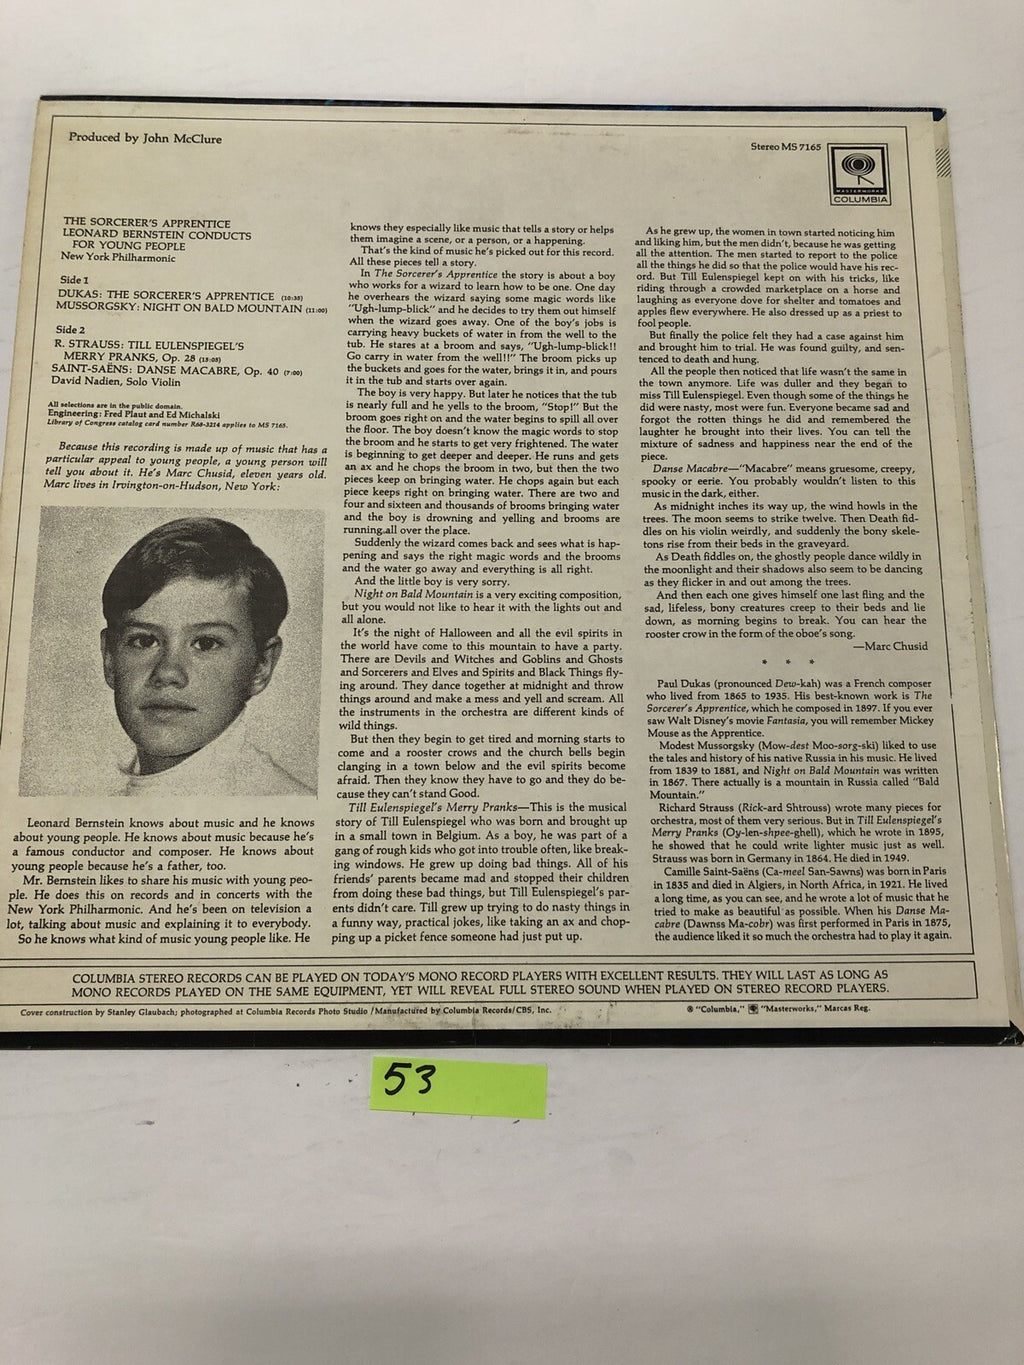 Produced by John McClure
Stereo MS 7165
MASTERWORKS
COLUMBIA
THE SORCERER'S APPRENTICE
LEONARD BERNSTEIN CONDUCTS
FOR YOUNG PEOPLE
New York Philharmonic
Side 1
DUKAS: THE SORCERER'S APPRENTICE (10:35)
MUSSORGSKY: NIGHT ON BALD MOUNTAIN (11:00)
Side 2
R. STRAUSS: TILL EULENSPIEGEL'S
MERRY PRANKS, Op. 28 (15:05)
SAINT-SAËNS: DANSE MACABRE, Op. 40 (7:00)
David Nadien, Solo Violin
All selections are in the public domain.
Engineering: Fred Plaut and Ed Michalski
Library of Congress catalog card number R68-3214 applies to MS 7165.
Because this recording is made up of music that has a
particular appeal to young people, a young person will
tell you about it. He's Marc Chusid, eleven years old.
Marc lives in Irvington-on-Hudson, New York:
Leonard Bernstein knows about music and he knows
about young people. He knows about music because he's
a famous conductor and composer. He knows about
young people because he's a father, too.
Mr. Bernstein likes to share his music with young peo-
ple. He does this on records and in concerts with the
New York Philharmonic. And he's been on television a
lot, talking about music and explaining it to everybody.
So he knows what kind of music young people like. He
knows they especially like music that tells a story or helps
them imagine a scene, or a person, or a happening.
That's the kind of music he's picked out for this record.
All these pieces tell a story.
In The Sorcerer's Apprentice the story is about a boy
who works for a wizard to learn how to be one. One day
he overhears the wizard saying some magic words like
"Ugh-lump-blick" and he decides to try them out himself
when the wizard goes away. One of the boy's jobs is
carrying heavy buckets of water in from the well to the
tub. He stares at a broom and says, "Ugh-lump-blick!!
Go carry in water from the well!!" The broom picks up
the buckets and goes for the water, brings it in, and pours
it in the tub and starts over again.
The boy is very happy. But later he notices that the tub
is nearly full and he yells to the broom, "Stop!" But the
broom goes right on and the water begins to spill all over
the floor. The boy doesn't know the magic words to stop
the broom and he starts to get very frightened. The water
is beginning to get deeper and deeper. He runs and gets
an ax and he chops the broom in two, but then the two
pieces keep on bringing water. He chops again but each
piece keeps right on bringing water. There are two and
four and sixteen and thousands of brooms bringing water
and the boy is drowning and yelling and brooms are
running.all over the place.
Suddenly the wizard comes back and sees what is hap-
pening and says the right magic words and the brooms
and the water go away and everything is all right.
And the little boy is very sorry.
Night on Bald Mountain is a very exciting composition,
but you would not like to hear it with the lights out and
all alone.
It's the night of Halloween and all the evil spirits in
the world have come to this mountain to have a party.
There are Devils and Witches and Goblins and Ghosts
and Sorcerers and Elves and Spirits and Black Things fly-
ing around. They dance together at midnight and throw
things around and make a mess and yell and scream. All
the instruments in the orchestra are different kinds of
wild things.
But then they begin to get tired and morning starts to
come and a rooster crows and the church bells begin
clanging in a town below and the evil spirits become
afraid. Then they know they have to go and they do be-
cause they can't stand Good.
Till Eulenspiegel's Merry Pranks—This is the musical
story of Till Eulenspiegel who was born and brought up
in a small town in Belgium. As a boy, he was part of a
gang of rough kids who got into trouble often, like break-
ing windows. He grew up doing bad things. All of his
friends' parents became mad and stopped their children
from doing these bad things, but Till Eulenspiegel's par-
ents didn't care. Till grew up trying to do nasty things in
a funny way, practical jokes, like taking an ax and chop-
ping up a picket fence someone had just put up.
As he grew up, the women in town started noticing him
and liking him, but the men didn't, because he was getting
all the attention. The men started to report to the police
all the things he did so that the police would have his rec-
ord. But Till Eulenspiegel kept on with his tricks, like
riding through a crowded marketplace on a horse and
laughing as everyone dove for shelter and tomatoes and
apples flew everywhere. He also dressed up as a priest to
fool people.
But finally the police felt they had a case against him
and brought him to trial. He was found guilty, and sen-
tenced to death and hung.
All the people then noticed that life wasn't the same in
the town anymore. Life was duller and they began to
miss Till Eulenspiegel. Even though some of the things he
did were nasty, most were fun. Everyone became sad and
forgot the rotten things he did and remembered the
laughter he brought into their lives. You can tell the
mixture of sadness and happiness near the end of the
piece.
Danse Macabre—"Macabre" means gruesome, creepy,
spooky or eerie. You probably wouldn't listen to this
music in the dark, either.
As midnight inches its way up, the wind howls in the
trees. The moon seems to strike twelve. Then Death fid-
dles on his violin weirdly, and suddenly the bony skele-
tons rise from their beds in the graveyard.
As Death fiddles on, the ghostly people dance wildly in
the moonlight and their shadows also seem to be dancing
as they flicker in and out among the trees.
And then each one gives himself one last fling and the
sad, lifeless, bony creatures creep to their beds and lie
down, as morning begins to break. You can hear the
rooster crow in the form of the oboe's song.
—Marc Chusid
* * *
Paul Dukas (pronounced Dew-kah) was a French composer
who lived from 1865 to 1935. His best-known work is The
Sorcerer's Apprentice, which he composed in 1897. If you ever
saw Walt Disney's movie Fantasia, you will remember Mickey
Mouse as the Apprentice.
Modest Mussorgsky (Mow-dest Moo-sorg-ski) liked to use
the tales and history of his native Russia in his music. He lived
from 1839 to 1881, and Night on Bald Mountain was written
in 1867. There actually is a mountain in Russia called "Bald
Mountain."
Richard Strauss (Rick-ard Shtrouss) wrote many pieces for
orchestra, most of them very serious. But in Till Eulenspiegel's
Merry Pranks (Oy-len-shpee-ghell), which he wrote in 1895,
he showed that he could write lighter music just as well.
Strauss was born in Germany in 1864. He died in 1949.
Camille Saint-Saëns (Ca-meel San-Sawns) was born in Paris
in 1835 and died in Algiers, in North Africa, in 1921. He lived
a long time, as you can see, and he wrote a lot of music that he
tried to make as beautiful as possible. When his Danse Ma-
cabre (Dawnss Ma-cobr) was first performed in Paris in 1875,
the audience liked it so much the orchestra had to play it again.
COLUMBIA STEREO RECORDS CAN BE PLAYED ON TODAY'S MONO RECORD PLAYERS WITH EXCELLENT RESULTS. THEY WILL LAST AS LONG AS
MONO RECORDS PLAYED ON THE SAME EQUIPMENT, YET WILL REVEAL FULL STEREO SOUND WHEN PLAYED ON STEREO RECORD PLAYERS.
Cover construction by Stanley Glaubach; photographed at Columbia Records Photo Studio /Manufactured by Columbia Records/CBS, Inc.
® "Columbia," "Masterworks," Marcas Reg.
53